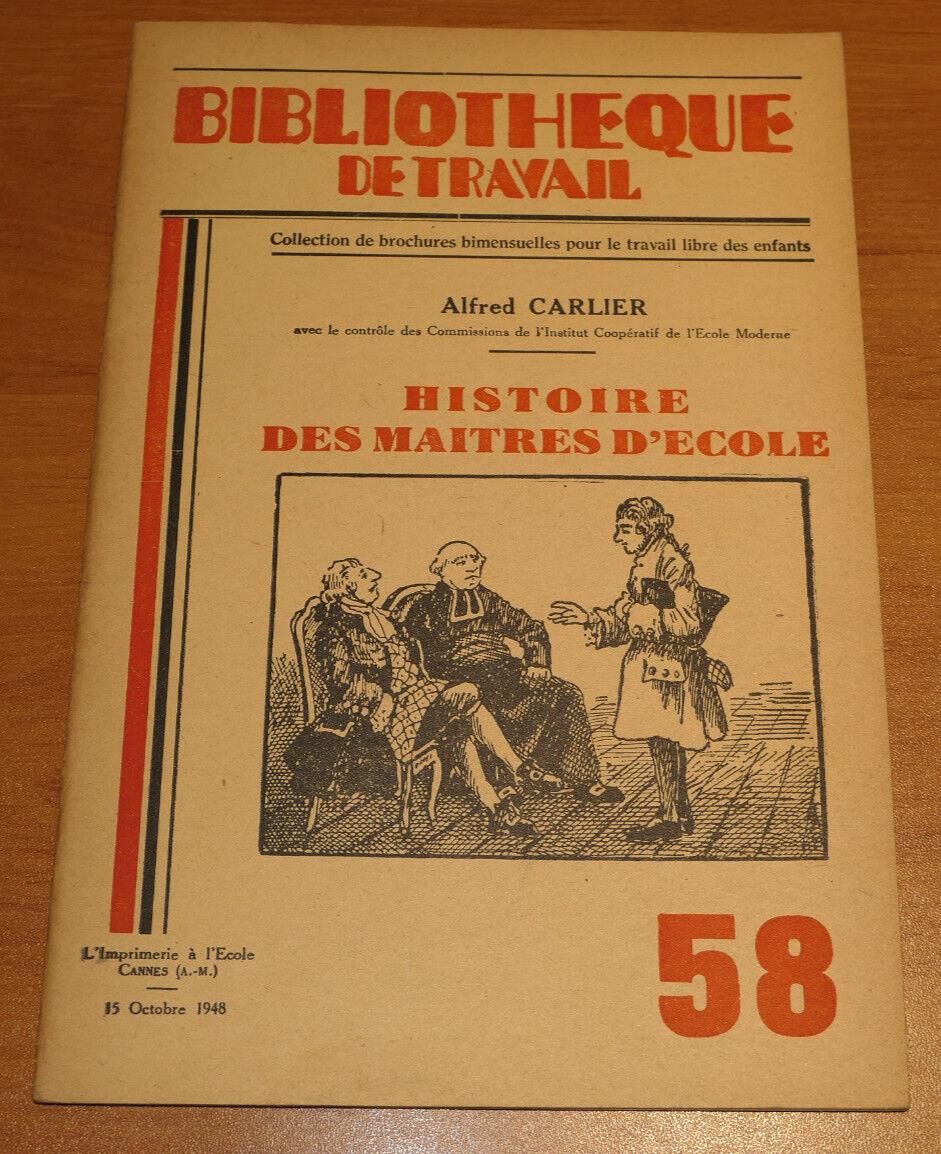 BIBLIOTHEQUE
DE TRAVAIL
Collection de brochures bimensuelles pour le travail libre des enfants
Alfred CARLIER
avec le contrôle des Commissions de l'Institut Coopératif de l'Ecole Moderne
HISTOIRE
DES MAITRES D'ECOLE
L'Imprimerie à l'Ecole
CANNES (A.-M.)
15 Octobre 1948
58